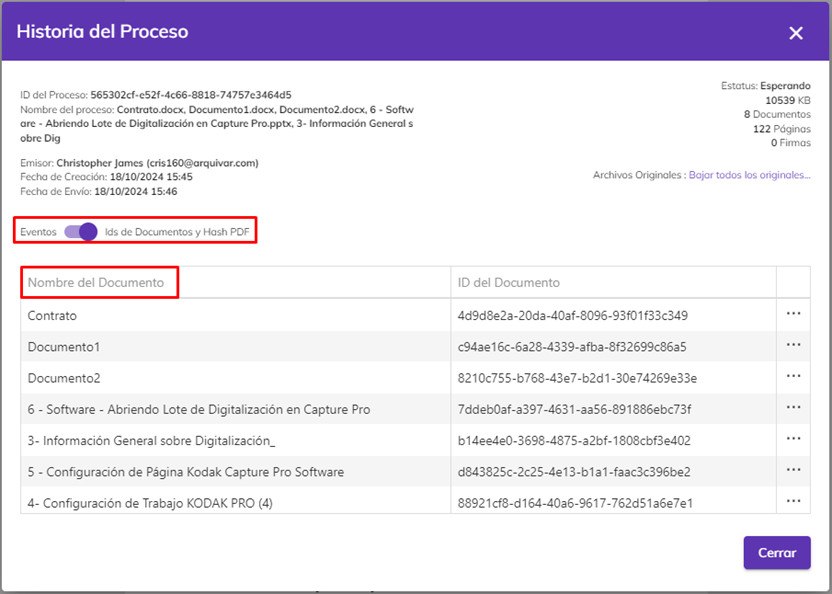 Historia del Proceso
ID del Proceso: 565302cf-e52f-4c66-8818-74757e3464d5
Nombre del proceso: Contrato.docx, Documento1.docx, Documento2.docx, 6 - Softw
are - Abriendo Lote de Digitalización en Capture Pro.pptx, 3- Información General s
obre Dig
Emisor: Christopher James (cris160@arquivar.com)
Fecha de Creación: 18/10/2024 15:45
Fecha de Envío: 18/10/2024 15:46
Estatus: Esperando
10539 KB
8 Documentos
122 Páginas
0 Firmas
Archivos Originales : Bajar todos los originales...
Eventos Ids de Documentos y Hash PDF
Nombre del Documento ID del Documento
Contrato 4d9d8e2a-20da-40af-8096-93f01f33c349 ...
Documento1 c94ae16c-6a28-4339-afba-8f32699c86a5 ...
Documento2 8210c755-b768-43e7-b2d1-30e74269e33e ...
6 - Software - Abriendo Lote de Digitalización en Capture Pro 7ddeb0af-a397-4631-aa56-891886ebc73f ...
3- Información General sobre Digitalización_ b14ee4e0-3698-4875-a2bf-1808cbf3e402 ...
5 - Configuración de Página Kodak Capture Pro Software d843825c-2c25-4e13-b1a1-faac3c396be2 ...
4- Configuración de Trabajo KODAK PRO (4) 88921cf8-d164-40a6-9617-762d51a6e7e1 ...
Cerrar